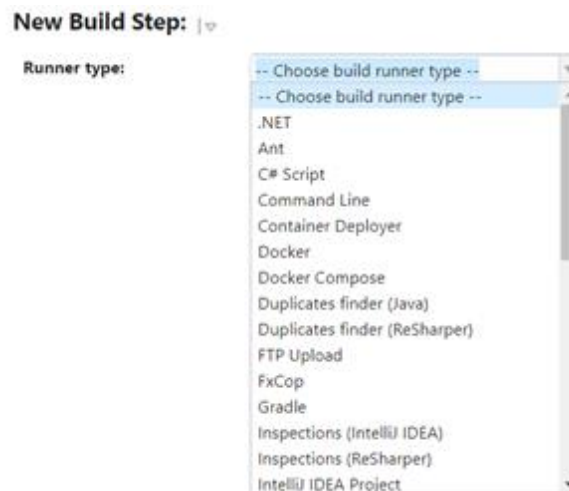 New Build Step:
Runner type:
-- Choose build runner type --
-- Choose build runner type --
.NET
Ant
C# Script
Command Line
Container Deployer
Docker
Docker Compose
Duplicates finder (Java)
Duplicates finder (ReSharper)
FTP Upload
FxCop
Gradle
Inspections (IntelliJ IDEA)
Inspections (ReSharper)
IntelliJ IDEA Project